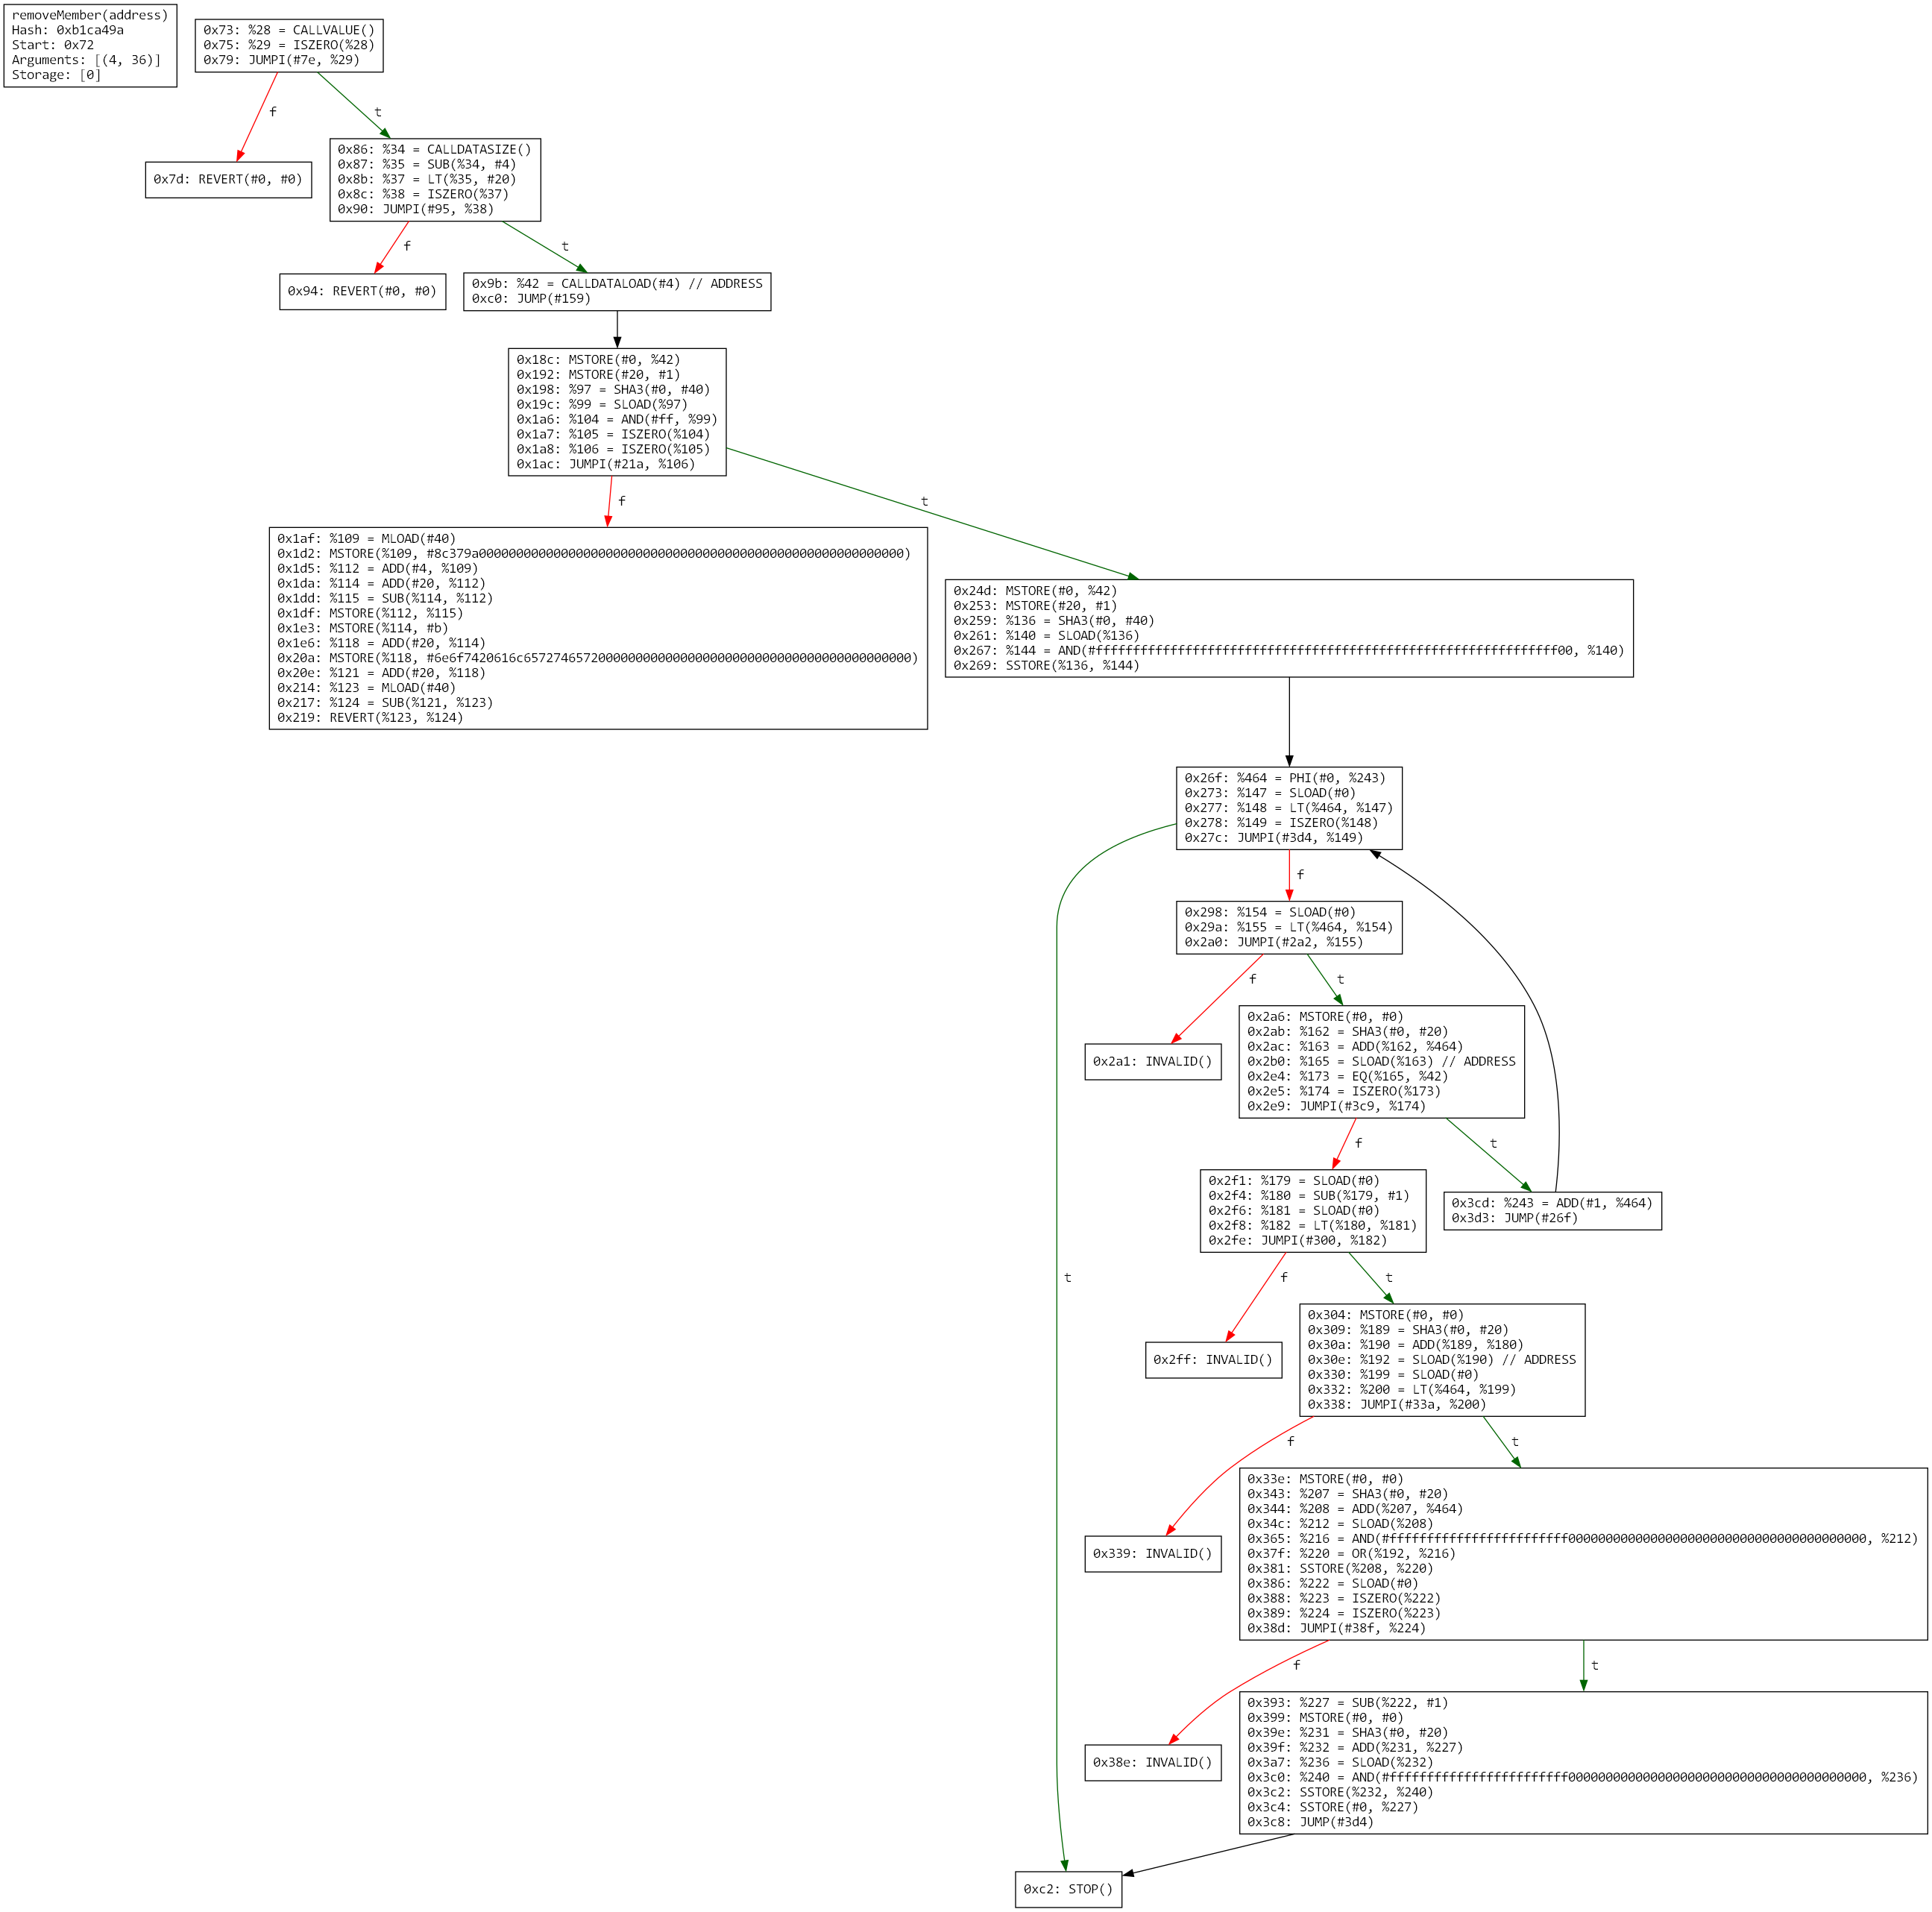 removeMember(address)
Hash: 0xb1ca49a
Start: 0x72
Arguments: [(4, 36)]
Storage: [0]
0x73: %28 = CALLVALUE()
0x75: %29 = ISZERO(%28)
0x79: JUMPI(#7e, %29)
f
t
0x7d: REVERT(#0, #0)
0x86: %34 = CALLDATASIZE()
0x87: %35 = SUB(%34, #4)
0x8b: %37 = LT(%35, #20)
0x8c: %38 = ISZERO(%37)
0x90: JUMPI(#95, %38)
f
t
0x94: REVERT(#0, #0)
0x9b: %42 = CALLDATALOAD(#4) // ADDRESS
0xc0: JUMP(#159)
0x18c: MSTORE(#0, %42)
0x192: MSTORE(#20, #1)
0x198: %97 = SHA3(#0, #40)
0x19c: %99 = SLOAD(%97)
0x1a6: %104 = AND(#ff, %99)
0x1a7: %105 = ISZERO(%104)
0x1a8: %106 = ISZERO(%105)
0x1ac: JUMPI(#21a, %106)
f
t
0x1af: %109 = MLOAD(#40)
0x1d2: MSTORE(%109, #8c379a000000000000000000000000000000000000000000000000000000000)
0x1d5: %112 = ADD(#4, %109)
0x1da: %114 = ADD(#20, %112)
0x1dd: %115 = SUB(%114, %112)
0x1df: MSTORE(%112, %115)
0x1e3: MSTORE(%114, #b)
0x1e6: %118 = ADD(#20, %114)
0x20a: MSTORE(%118, #6e6f7420616c6572746572000000000000000000000000000000000000000000)
0x20e: %121 = ADD(#20, %118)
0x214: %123 = MLOAD(#40)
0x217: %124 = SUB(%121, %123)
0x219: REVERT(%123, %124)
0x24d: MSTORE(#0, %42)
0x253: MSTORE(#20, #1)
0x259: %136 = SHA3(#0, #40)
0x261: %140 = SLOAD(%136)
0x267: %144 = AND(#ffffffffffffffffffffffffffffffffffffffffffffffffffffffffffffff00, %140)
0x269: SSTORE(%136, %144)
0x26f: %464 = PHI(#0, %243)
0x273: %147 = SLOAD(#0)
0x277: %148 = LT(%464, %147)
0x278: %149 = ISZERO(%148)
0x27c: JUMPI(#3d4, %149)
f
0x298: %154 = SLOAD(#0)
0x29a: %155 = LT(%464, %154)
0x2a0: JUMPI(#2a2, %155)
f
t
0x2a1: INVALID()
0x2a6: MSTORE(#0, #0)
0x2ab: %162 = SHA3(#0, #20)
0x2ac: %163 = ADD(%162, %464)
0x2b0: %165 = SLOAD(%163) // ADDRESS
0x2e4: %173 = EQ(%165, %42)
0x2e5: %174 = ISZERO(%173)
0x2e9: JUMPI(#3c9, %174)
f
t
0x2f1: %179 = SLOAD(#0)
0x2f4: %180 = SUB(%179, #1)
0x2f6: %181 = SLOAD(#0)
0x2f8: %182 = LT(%180, %181)
0x2fe: JUMPI(#300, %182)
0x3cd: %243 = ADD(#1, %464)
0x3d3: JUMP(#26f)
t
f
t
0x2ff: INVALID()
0x304: MSTORE(#0, #0)
0x309: %189 = SHA3(#0, #20)
0x30a: %190 = ADD(%189, %180)
0x30e: %192 = SLOAD(%190) // ADDRESS
0x330: %199 = SLOAD(#0)
0x332: %200 = LT(%464, %199)
0x338: JUMPI(#33a, %200)
f
t
0x339: INVALID()
0x33e: MSTORE(#0, #0)
0x343: %207 = SHA3(#0, #20)
0x344: %208 = ADD(%207, %464)
0x34c: %212 = SLOAD(%208)
0x365: %216 = AND(#ffffffffffffffffffffffff0000000000000000000000000000000000000000, %212)
0x37f: %220 = OR(%192, %216)
0x381: SSTORE(%208, %220)
0x386: %222 = SLOAD(#0)
0x388: %223 = ISZERO(%222)
0x389: %224 = ISZERO(%223)
0x38d: JUMPI(#38f, %224)
f
t
0x38e: INVALID()
0x393: %227 = SUB(%222, #1)
0x399: MSTORE(#0, #0)
0x39e: %231 = SHA3(#0, #20)
0x39f: %232 = ADD(%231, %227)
0x3a7: %236 = SLOAD(%232)
0x3c0: %240 = AND(#ffffffffffffffffffffffff0000000000000000000000000000000000000000, %236)
0x3c2: SSTORE(%232, %240)
0x3c4: SSTORE(#0, %227)
0x3c8: JUMP(#3d4)
0xc2: STOP()